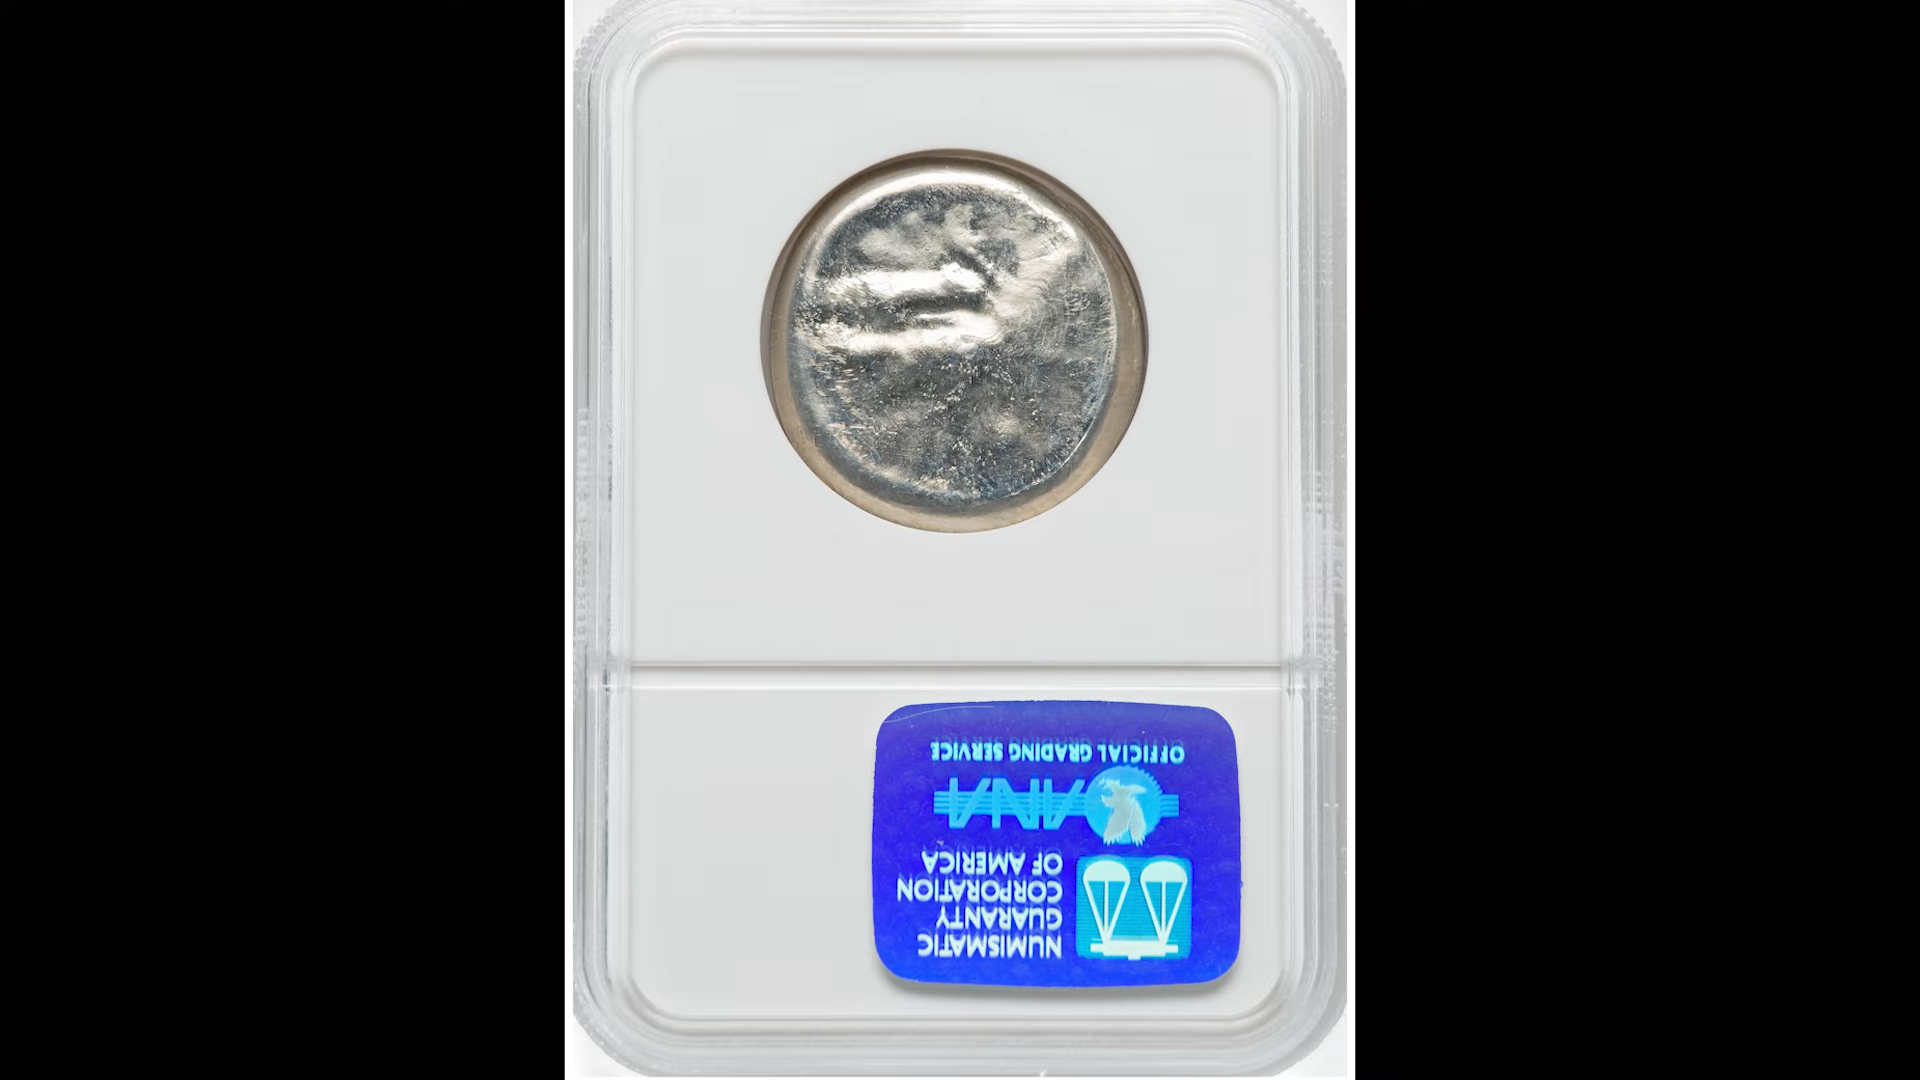 NUMISMATIC
GUARANTY
CORPORATION
OF AMERICA
ANA
OFFICIAL GRADING SERVICE